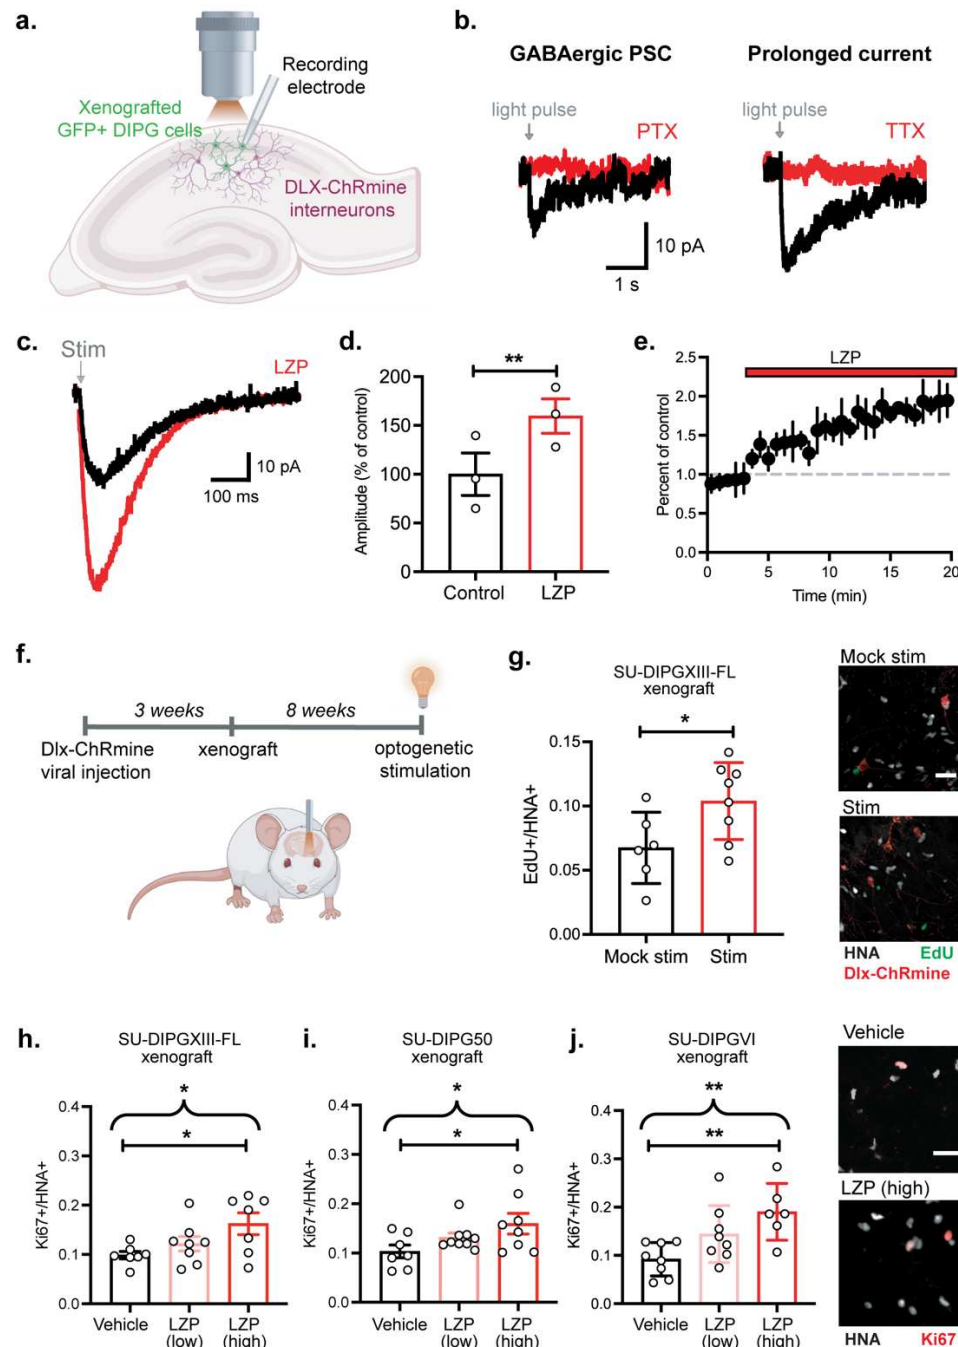 a.
Recording
electrode
Xenografted
GFP+ DIPG cells
DLX-ChRmine
interneurons
b.
GABAergic PSC
Prolonged current
light pulse
PTX
light pulse
TTX
10 pA
1 s
c.
Stim
LZP
10 pA
100 ms
d.
**
Amplitude (% of control)
200
150
100
50
0
Control
LZP
e.
LZP
Percent of control
2.5
2.0
1.5
1.0
0.5
0.0
0
5
10
15
20
Time (min)
f.
3 weeks
8 weeks
Dlx-ChRmine
viral injection
xenograft
optogenetic
stimulation
g.
SU-DIPGXIII-FL
xenograft
*
EdU+/HNA+
0.15
0.10
0.05
0.00
Mock stim
Stim
Mock stim
Stim
HNA
EdU
Dlx-ChRmine
h.
SU-DIPGXIII-FL
xenograft
*
*
Ki67+/HNA+
0.4
0.3
0.2
0.1
0.0
Vehicle
LZP
(low)
LZP
(high)
i.
SU-DIPG50
xenograft
*
*
Ki67+/HNA+
0.4
0.3
0.2
0.1
0.0
Vehicle
LZP
(low)
LZP
(high)
j.
SU-DIPGVI
xenograft
**
**
Ki67+/HNA+
0.4
0.3
0.2
0.1
0.0
Vehicle
LZP
(low)
LZP
(high)
Vehicle
LZP (high)
HNA
Ki67